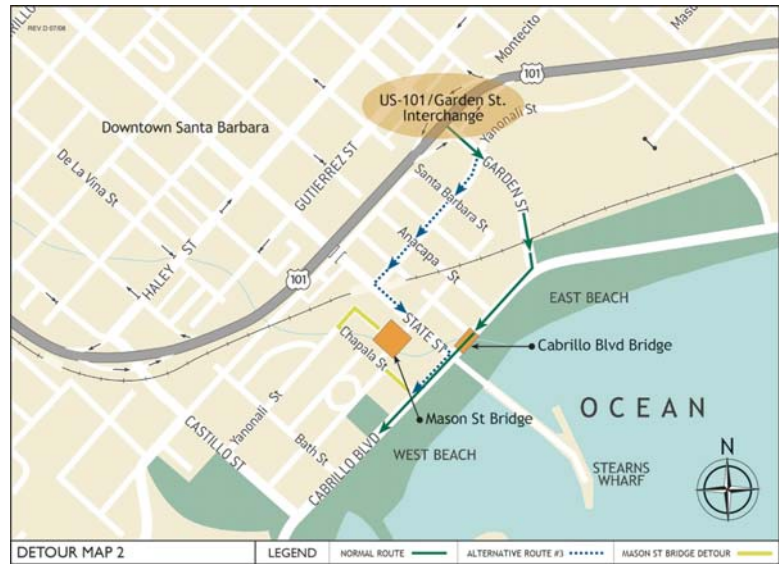 REV D 07/08
Mason
Montecito
101
US-101/Garden St.
Interchange
Yanonali St
Downtown Santa Barbara
De La Vina St
GUTIERREZ ST
GARDEN ST
Santa Barbara St
Anacapa St
HALEY ST
101
EAST BEACH
STATE ST
Chapala St
Cabrillo Blvd Bridge
OCEAN
Mason St Bridge
Yanonali St
CASTILLO ST
Bath St
CABRILLO BLVD
WEST BEACH
STEARNS
WHARF
N
DETOUR MAP 2
LEGEND
NORMAL ROUTE
ALTERNATIVE ROUTE #3
MASON ST BRIDGE DETOUR